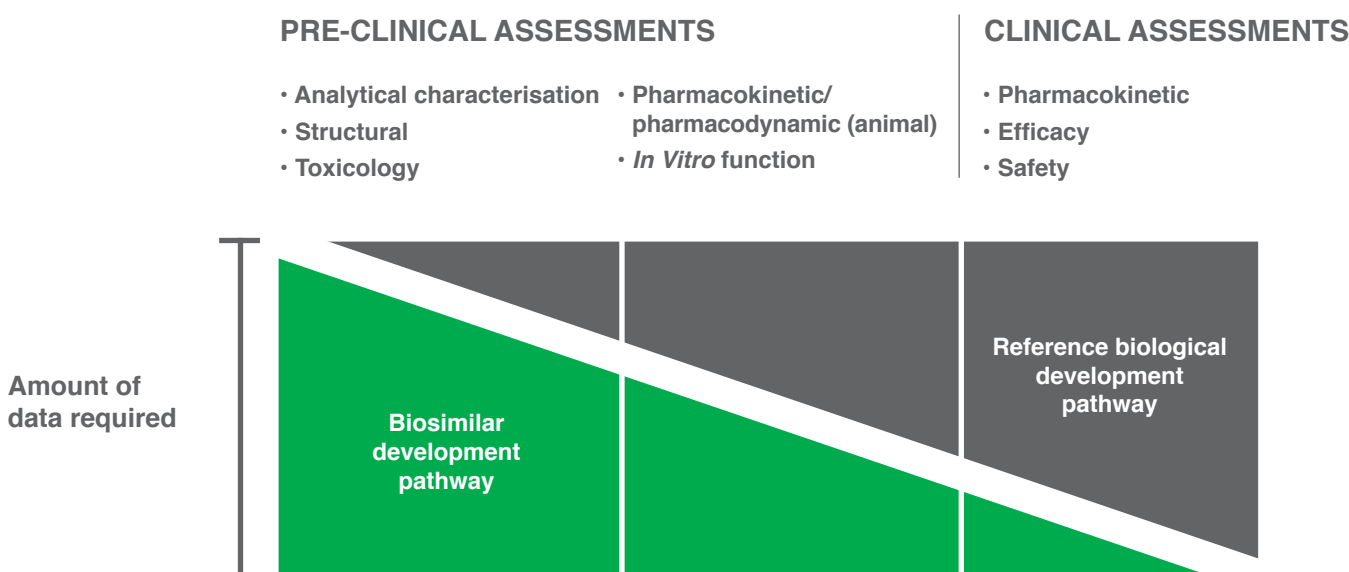 PRE-CLINICAL ASSESSMENTS
• Analytical characterisation
• Structural
• Toxicology
• Pharmacokinetic/
pharmacodynamic (animal)
• In Vitro function
CLINICAL ASSESSMENTS
• Pharmacokinetic
• Efficacy
• Safety
Amount of
data required
Biosimilar
development
pathway
Reference biological
development
pathway